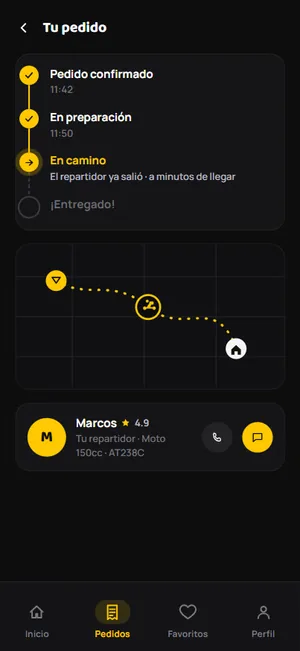 Tu pedido
Pedido confirmado
11:42
En preparación
11:50
En camino
El repartidor ya salió · a minutos de llegar
¡Entregado!
M
Marcos ★ 4.9
Tu repartidor · Moto
150cc · AT238C
Inicio
Pedidos
Favoritos
Perfil